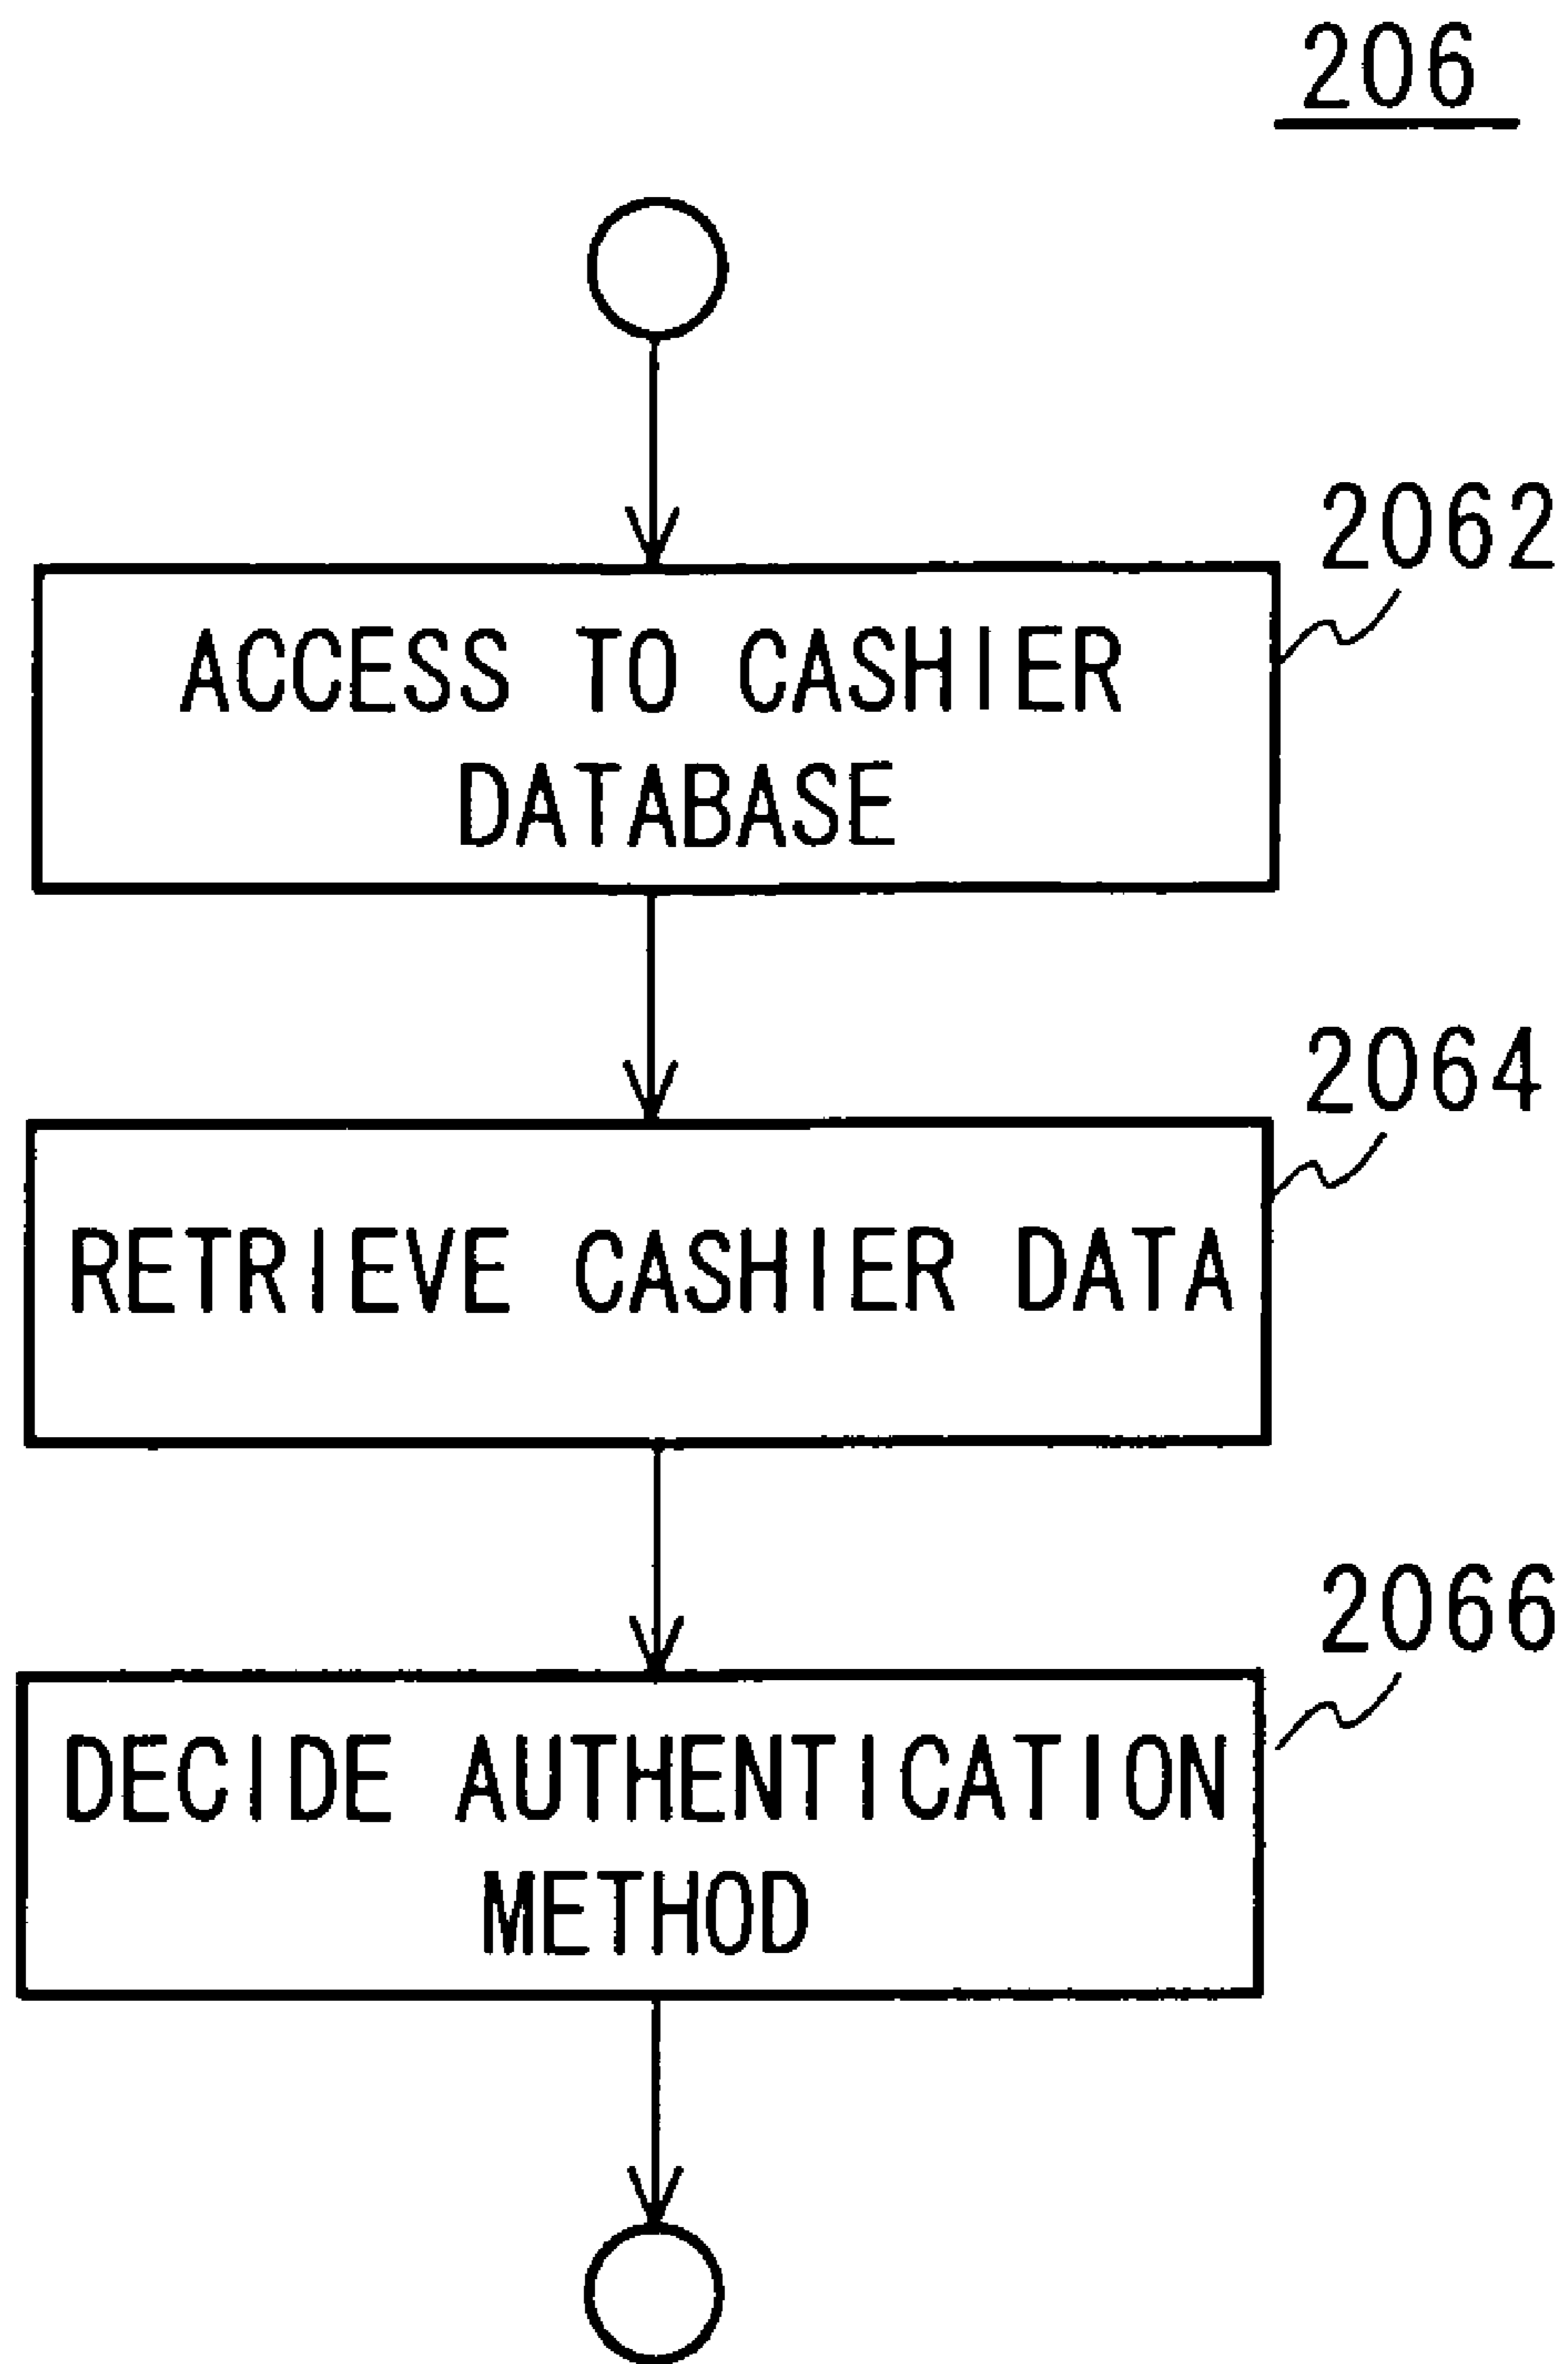 206
2062
ACCESS TO CASHIER
DATABASE
2064
RETRIEVE CASHIER DATA
2066
DECIDE AUTHENTICATION
METHOD